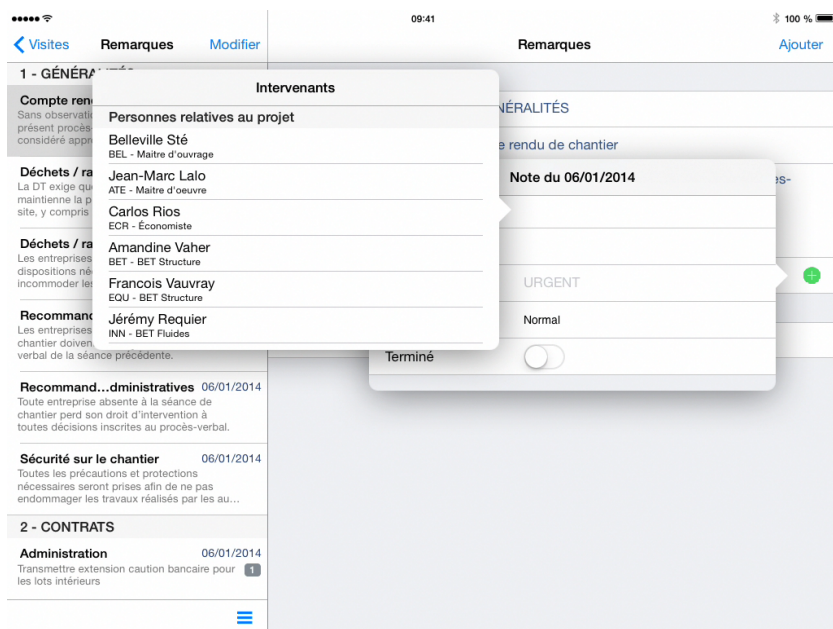 09:41
100 %
Visites
Remarques
Modifier
Remarques
Ajouter
1 - GÉNÉRALITÉS
Compte ren
Sans observati
présent procès-
considéré appr
Déchets / ra
La DT exige qu
maintienne la p
site, y compris
Déchets / ra
Les entreprises
dispositions né
incommoder les
Recommand
Les entreprises
chantier doiven
verbal de la séance précédente.
Recommand...dministratives 06/01/2014
Toute entreprise absente à la séance de
chantier perd son droit d'intervention à
toutes décisions inscrites au procès-verbal.
Sécurité sur le chantier 06/01/2014
Toutes les précautions et protections
nécessaires seront prises afin de ne pas
endommager les travaux réalisés par les au...
2 - CONTRATS
Administration 06/01/2014
Transmettre extension caution bancaire pour 1
les lots intérieurs
Intervenants
Personnes relatives au projet
Belleville Sté
BEL - Maitre d'ouvrage
Jean-Marc Lalo
ATE - Maitre d'oeuvre
Carlos Rios
ECR - Économiste
Amandine Vaher
BET - BET Structure
Francois Vauvray
EQU - BET Structure
Jérémy Requier
INN - BET Fluides
NÉRALITÉS
e rendu de chantier
es-
Note du 06/01/2014
URGENT
Normal
Terminé